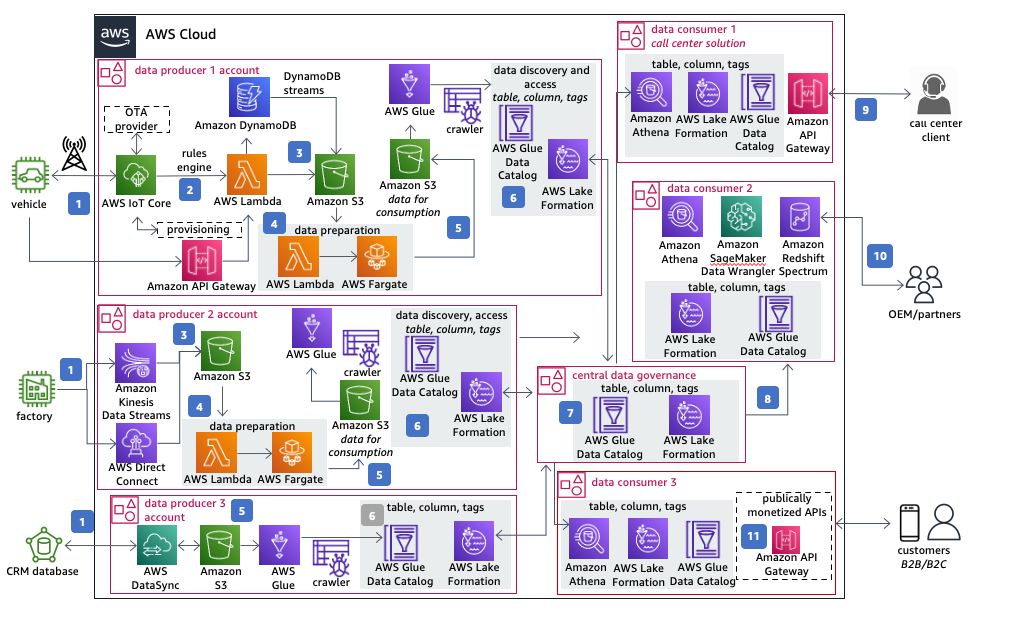 aws
AWS Cloud
data producer 1 account
OTA
provider
Amazon DynamoDB
DynamoDB
streams
AWS Glue
crawler
data discovery and
access
table, column, tags
AWS Glue
Data
Catalog
6
AWS Lake
Formation
vehicle
1
AWS IoT Core
rules
engine
2
AWS Lambda
3
Amazon S3
Amazon S3
data for
consumption
provisioning
4
data preparation
5
Amazon API Gateway
AWS Lambda
AWS Fargate
data producer 2 account
factory
1
Amazon
Kinesis
Data Streams
AWS Direct
Connect
3
Amazon S3
4
data preparation
AWS Lambda
AWS Fargate
AWS Glue
crawler
Amazon S3
data for
consumption
5
data discovery, access
table, column, tags
AWS Glue
Data Catalog
6
AWS Lake
Formation
data producer 3
account
CRM database
1
AWS
DataSync
5
Amazon
S3
AWS
Glue
crawler
6
table, column, tags
AWS Glue
Data Catalog
AWS Lake
Formation
data consumer 1
call center solution
table, column, tags
Amazon
Athena
AWS Lake
Formation
AWS Glue
Data
Catalog
Amazon
API
Gateway
9
call center
client
data consumer 2
Amazon
Athena
Amazon
SageMaker
Data Wrangler
Amazon
Redshift
Spectrum
10
OEM/partners
table, column, tags
AWS Lake
Formation
AWS Glue
Data Catalog
central data governance
table, column, tags
7
AWS Glue
Data Catalog
AWS Lake
Formation
8
data consumer 3
table, column, tags
Amazon
Athena
AWS Lake
Formation
AWS Glue
Data Catalog
publically
monetized APIs
11
Amazon API
Gateway
customers
B2B/B2C